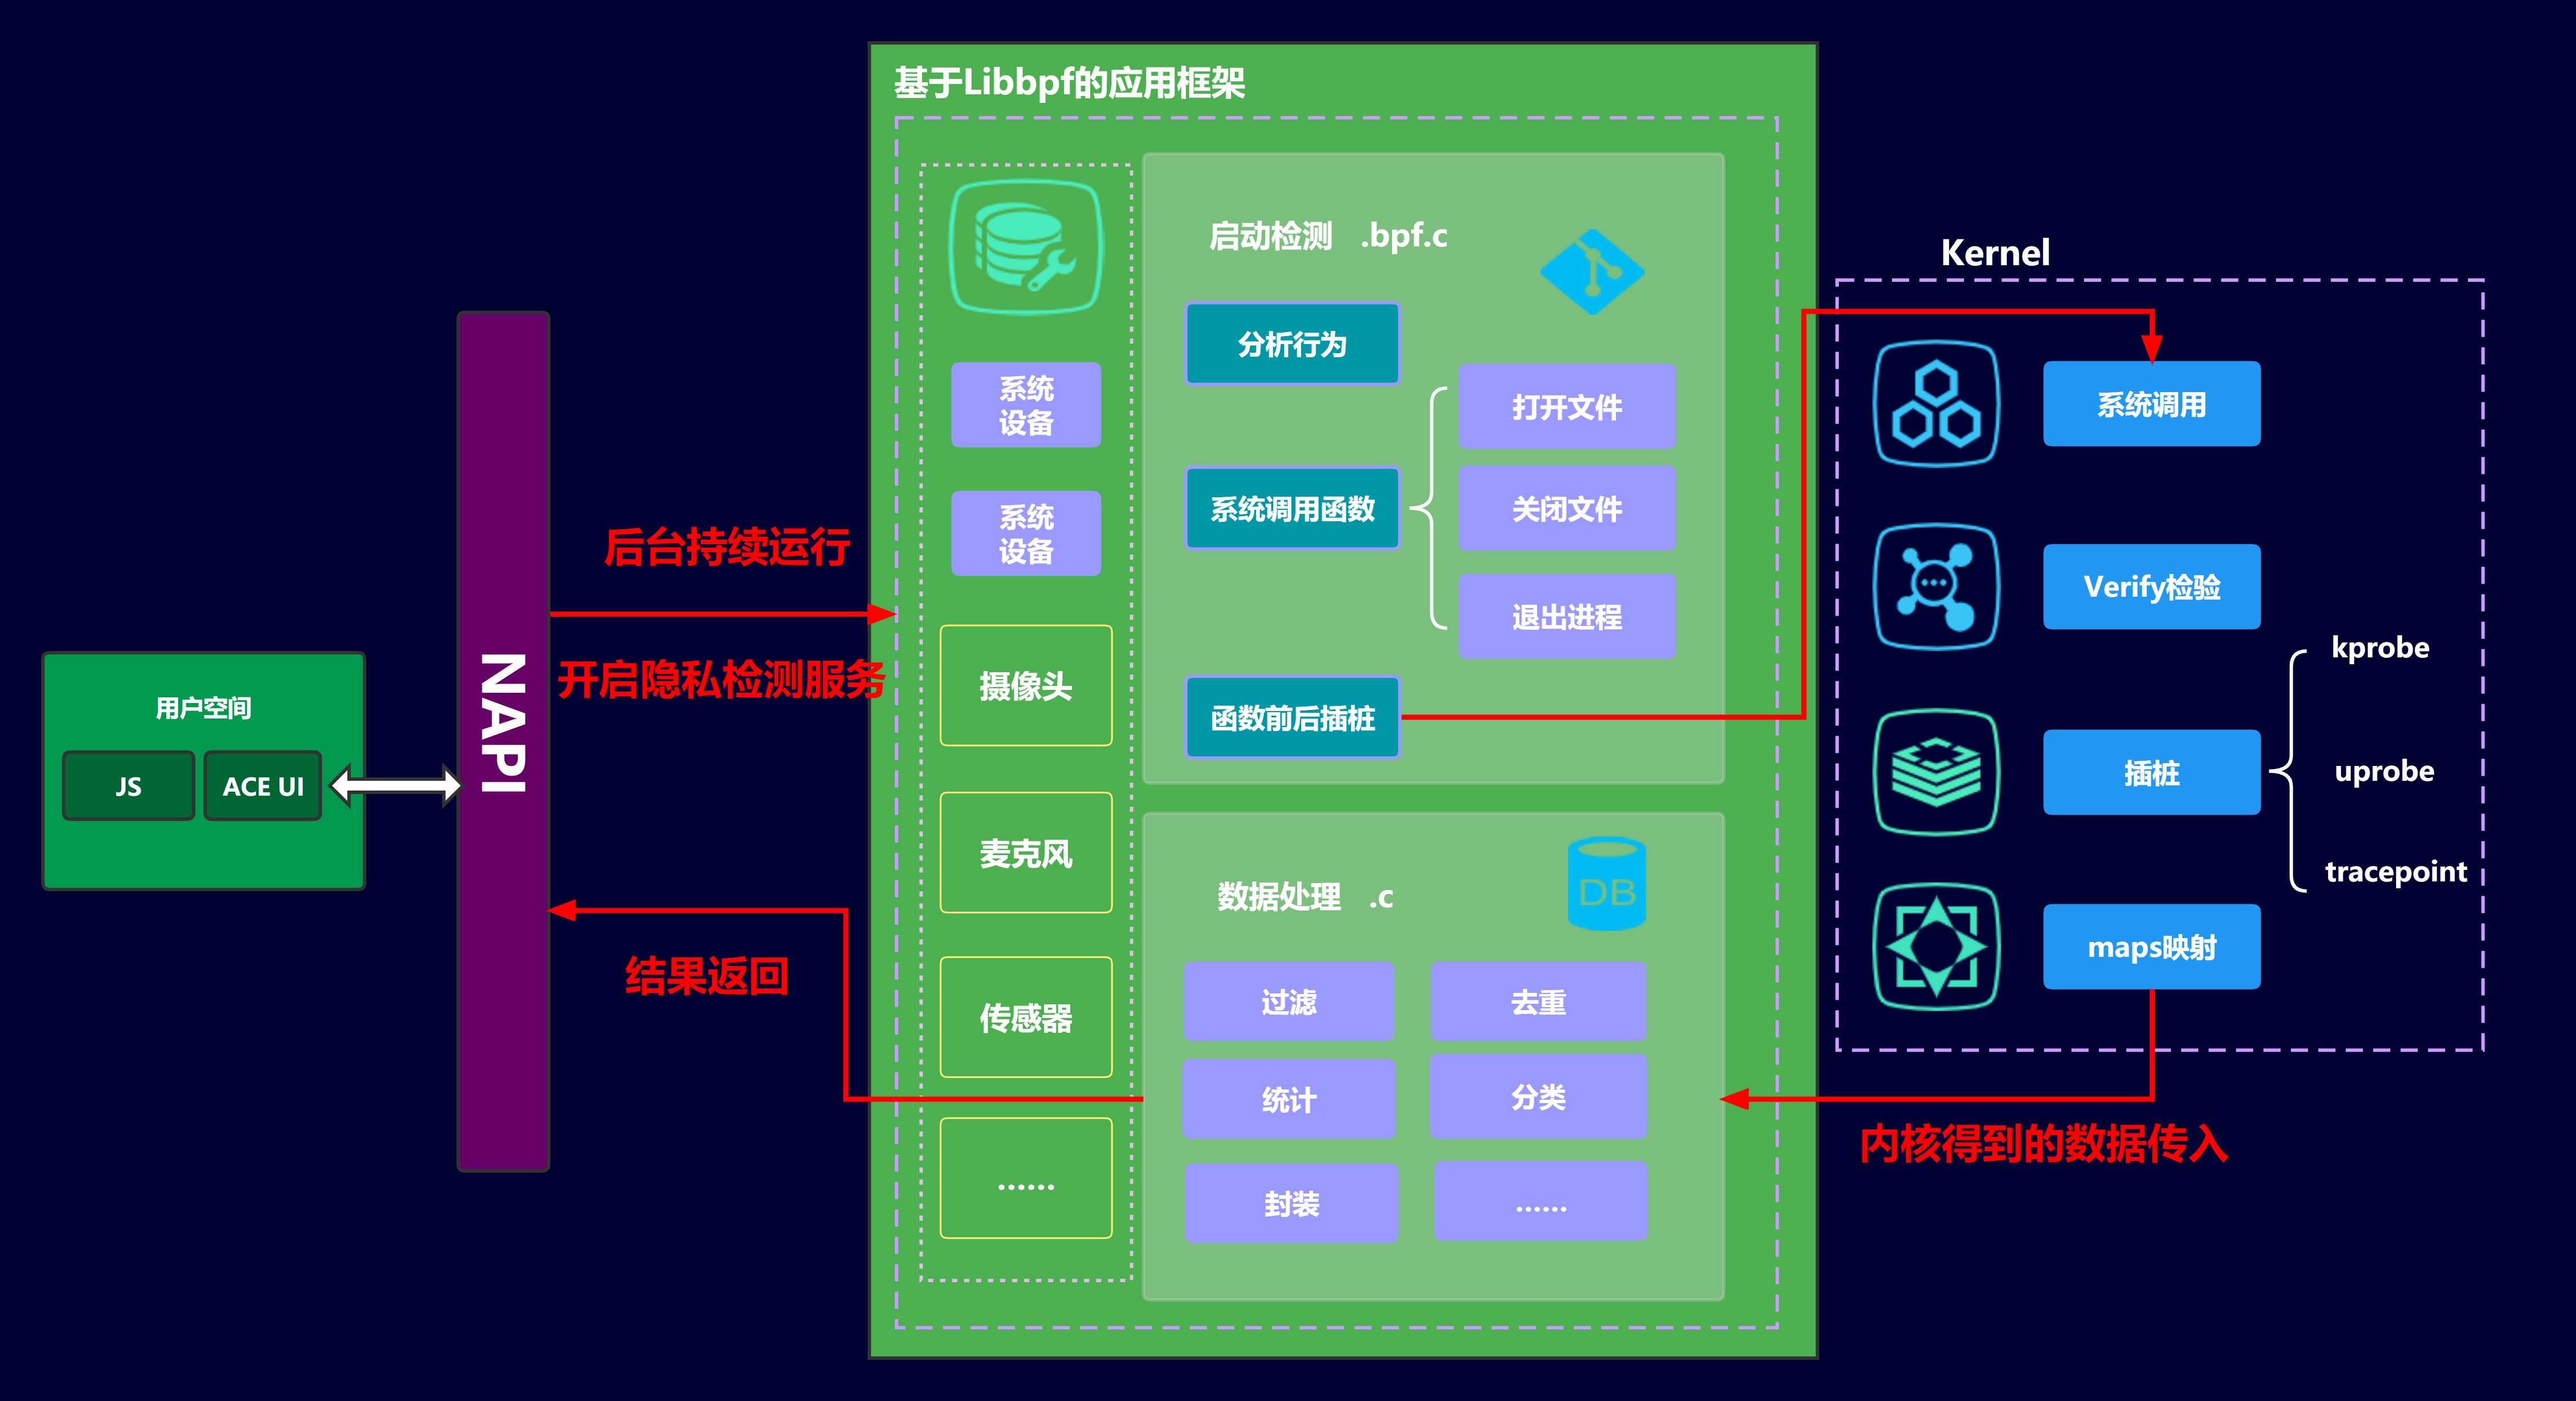 用户空间
JS
ACE UI
NAPI
后台持续运行
开启隐私检测服务
结果返回
基于Libbpf的应用框架
系统
设备
系统
设备
摄像头
麦克风
传感器
......
启动检测 .bpf.c
分析行为
系统调用函数
打开文件
关闭文件
退出进程
函数前后插桩
数据处理 .c
DB
过滤
去重
统计
分类
封装
......
Kernel
系统调用
Verify检验
插桩
kprobe
uprobe
tracepoint
maps映射
内核得到的数据传入